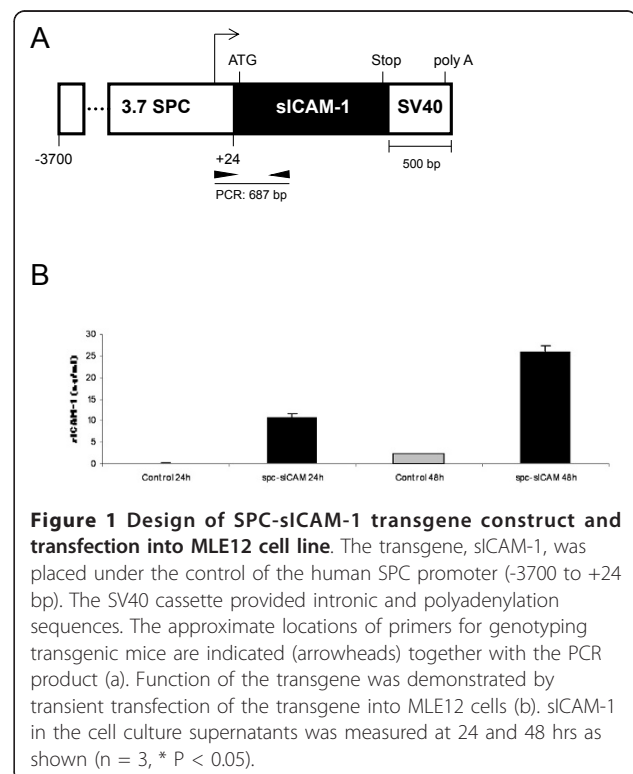 A
ATG Stop poly A
3.7 SPC sICAM-1 SV40
-3700 +24 500 bp
PCR: 687 bp
B
30
25
20
15
10
5
0
Control 24h spc-sICAM 24h Control 48h spc-sICAM 48h
Figure 1 Design of SPC-sICAM-1 transgene construct and
transfection into MLE12 cell line. The transgene, sICAM-1, was
placed under the control of the human SPC promoter (-3700 to +24
bp). The SV40 cassette provided intronic and polyadenylation
sequences. The approximate locations of primers for genotyping
transgenic mice are indicated (arrowheads) together with the PCR
product (a). Function of the transgene was demonstrated by
transient transfection of the transgene into MLE12 cells (b). sICAM-1
in the cell culture supernatants was measured at 24 and 48 hrs as
shown (n = 3, * P < 0.05).